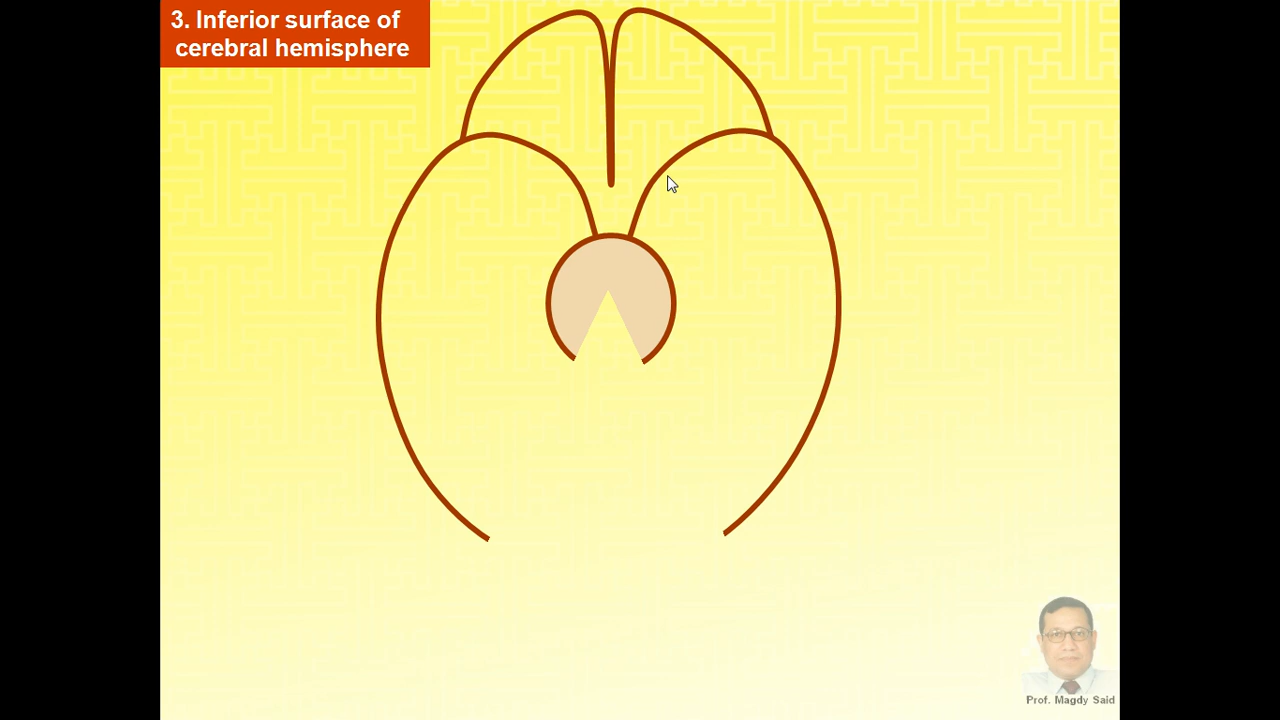 3. Inferior surface of
cerebral hemisphere
Prof. Magdy Said